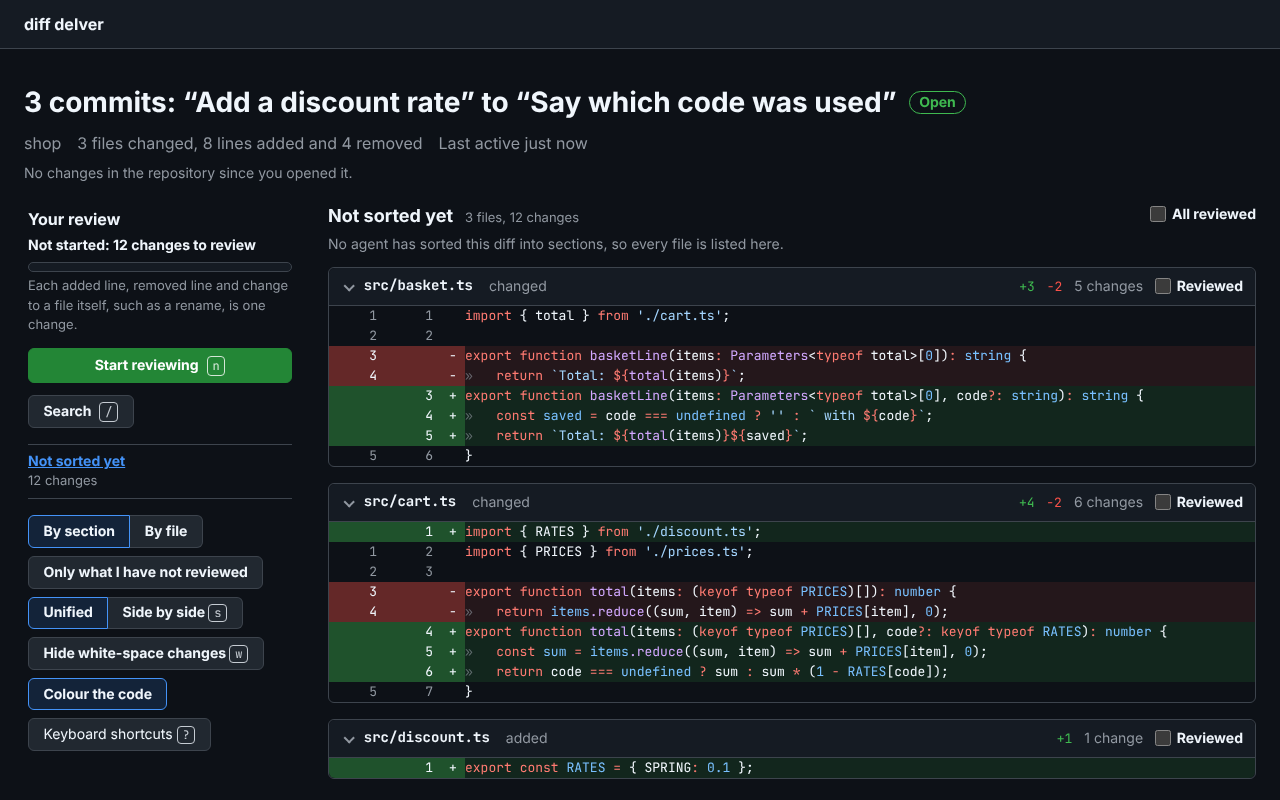 diff delver
3 commits: “Add a discount rate” to “Say which code was used” Open
shop 3 files changed, 8 lines added and 4 removed Last active just now
No changes in the repository since you opened it.
Your review
Not started: 12 changes to review
Each added line, removed line and change
to a file itself, such as a rename, is one
change.
Start reviewing n
Search /
Not sorted yet
12 changes
By section By file
Only what I have not reviewed
Unified Side by side s
Hide white-space changes w
Colour the code
Keyboard shortcuts ?
Not sorted yet 3 files, 12 changes All reviewed
No agent has sorted this diff into sections, so every file is listed here.
src/basket.ts changed +3 -2 5 changes Reviewed
1 1 import { total } from './cart.ts';
2 2
3 - export function basketLine(items: Parameters<typeof total>[0]): string {
4 - » return `Total: ${total(items)}`;
3 + export function basketLine(items: Parameters<typeof total>[0], code?: string): string {
4 + » const saved = code === undefined ? '' : ` with ${code}`;
5 + » return `Total: ${total(items)}${saved}`;
5 6 }
src/cart.ts changed +4 -2 6 changes Reviewed
1 + import { RATES } from './discount.ts';
1 2 import { PRICES } from './prices.ts';
2 3
3 - export function total(items: (keyof typeof PRICES)[]): number {
4 - » return items.reduce((sum, item) => sum + PRICES[item], 0);
4 + export function total(items: (keyof typeof PRICES)[], code?: keyof typeof RATES): number {
5 + » const sum = items.reduce((sum, item) => sum + PRICES[item], 0);
6 + » return code === undefined ? sum : sum * (1 - RATES[code]);
5 7 }
src/discount.ts added +1 1 change Reviewed
1 + export const RATES = { SPRING: 0.1 };